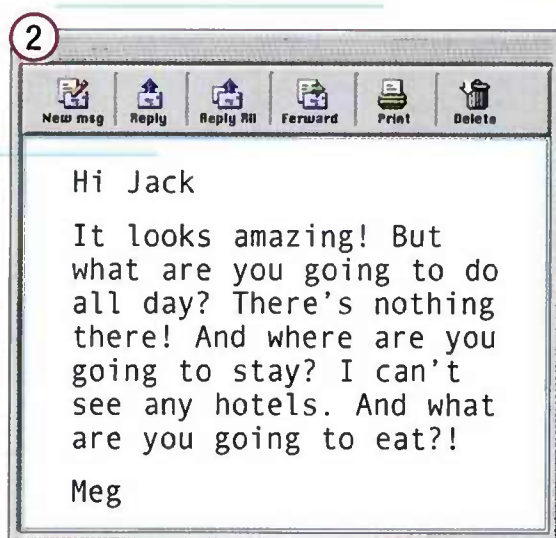 2
New msg Reply Reply All Forward Print Delete
Hi Jack
It looks amazing! But
what are you going to do
all day? There's nothing
there! And where are you
going to stay? I can't
see any hotels. And what
are you going to eat?!
Meg